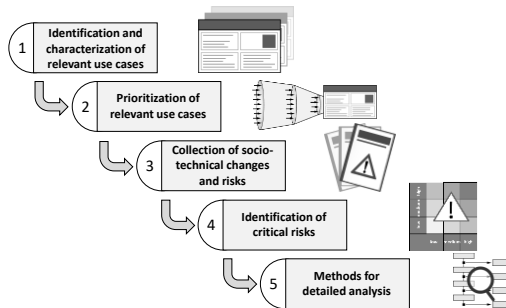 1
Identification and
characterization of
relevant use cases
2
Prioritization of
relevant use cases
3
Collection of socio-
technical changes
and risks
4
Identification of
critical risks
5
Methods for
detailed analysis